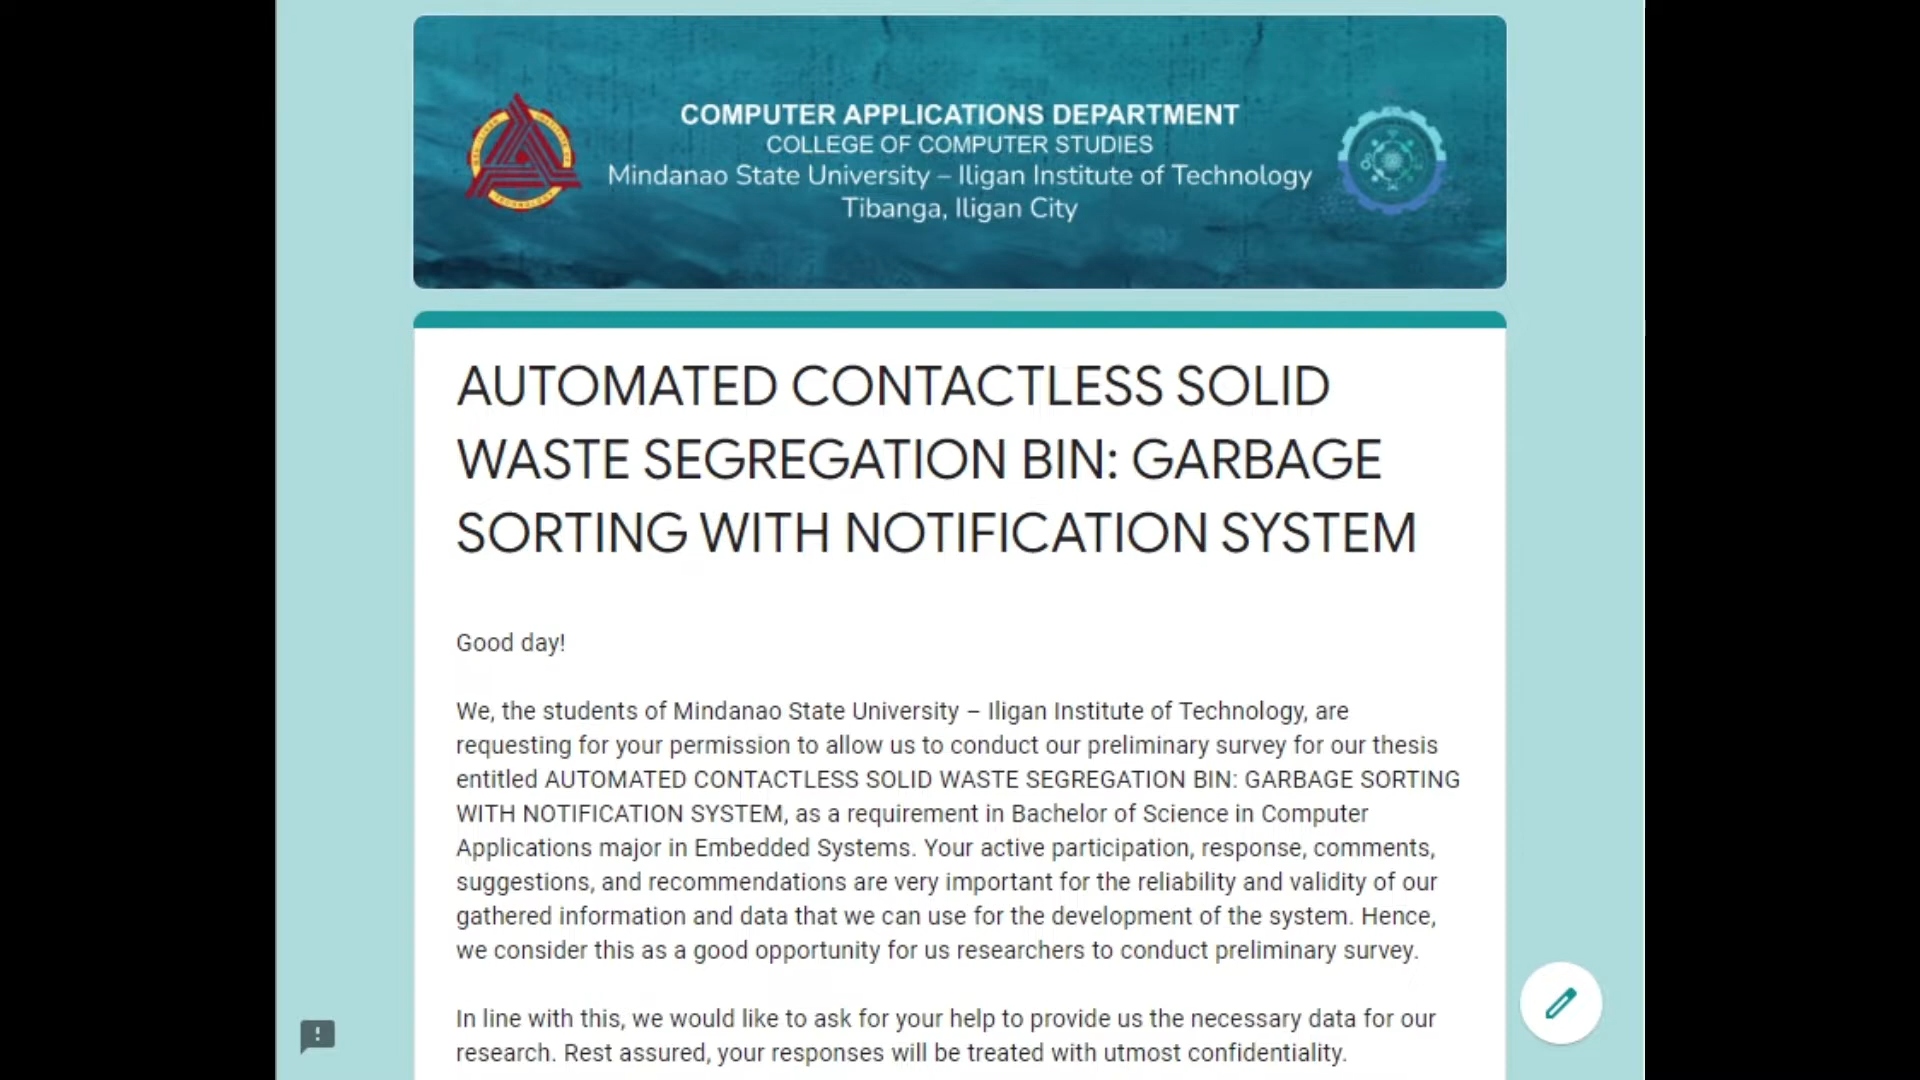 COMPUTER APPLICATIONS DEPARTMENT
COLLEGE OF COMPUTER STUDIES
Mindanao State University – Iligan Institute of Technology
Tibanga, Iligan City
AUTOMATED CONTACTLESS SOLID
WASTE SEGREGATION BIN: GARBAGE
SORTING WITH NOTIFICATION SYSTEM
Good day!
We, the students of Mindanao State University – Iligan Institute of Technology, are
requesting for your permission to allow us to conduct our preliminary survey for our thesis
entitled AUTOMATED CONTACTLESS SOLID WASTE SEGREGATION BIN: GARBAGE SORTING
WITH NOTIFICATION SYSTEM, as a requirement in Bachelor of Science in Computer
Applications major in Embedded Systems. Your active participation, response, comments,
suggestions, and recommendations are very important for the reliability and validity of our
gathered information and data that we can use for the development of the system. Hence,
we consider this as a good opportunity for us researchers to conduct preliminary survey.
In line with this, we would like to ask for your help to provide us the necessary data for our
research. Rest assured, your responses will be treated with utmost confidentiality.